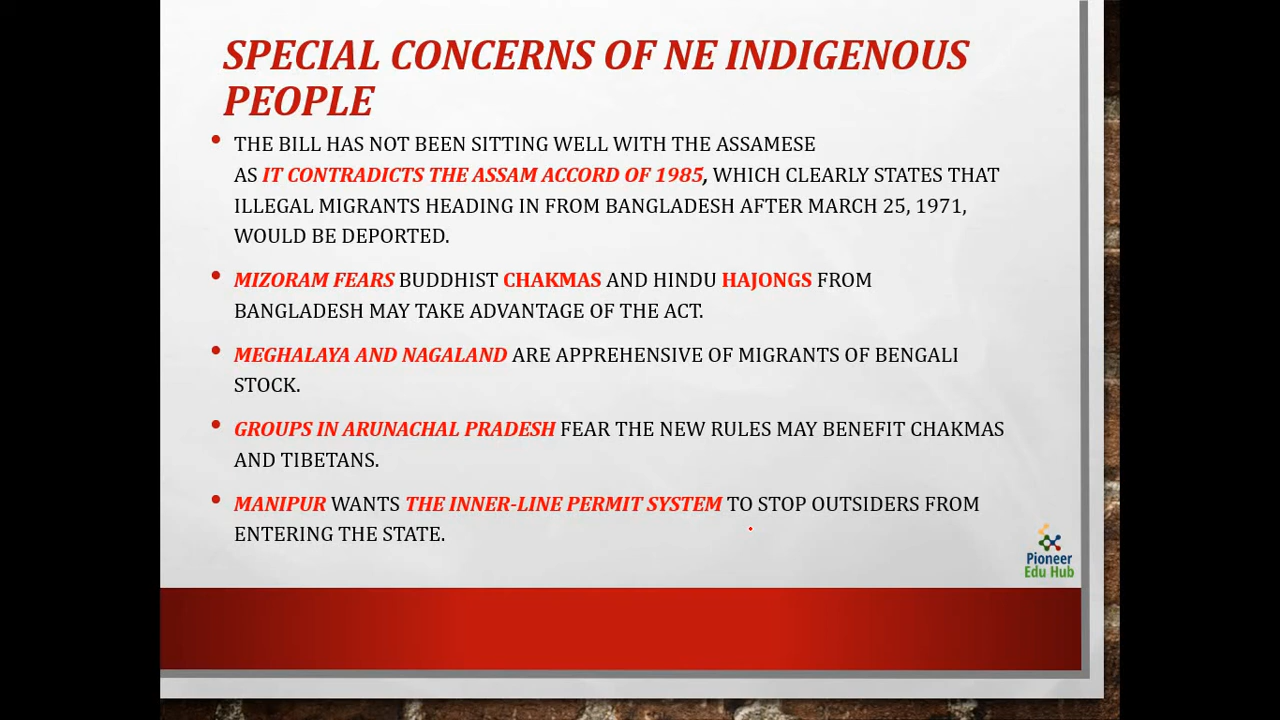 SPECIAL CONCERNS OF NE INDIGENOUS
PEOPLE
• THE BILL HAS NOT BEEN SITTING WELL WITH THE ASSAMESE
AS IT CONTRADICTS THE ASSAM ACCORD OF 1985, WHICH CLEARLY STATES THAT
ILLEGAL MIGRANTS HEADING IN FROM BANGLADESH AFTER MARCH 25, 1971,
WOULD BE DEPORTED.
• MIZORAM FEARS BUDDHIST CHAKMAS AND HINDU HAJONGS FROM
BANGLADESH MAY TAKE ADVANTAGE OF THE ACT.
• MEGHALAYA AND NAGALAND ARE APPREHENSIVE OF MIGRANTS OF BENGALI
STOCK.
• GROUPS IN ARUNACHAL PRADESH FEAR THE NEW RULES MAY BENEFIT CHAKMAS
AND TIBETANS.
• MANIPUR WANTS THE INNER-LINE PERMIT SYSTEM TO STOP OUTSIDERS FROM
ENTERING THE STATE.
Pioneer
Edu Hub